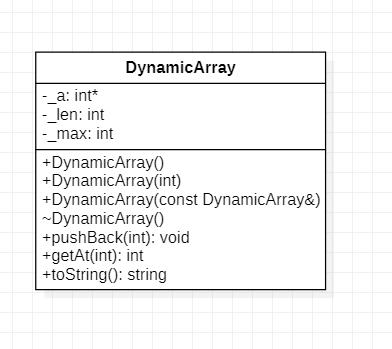 DynamicArray
-_a: int*
-_len: int
-_max: int
+DynamicArray()
+DynamicArray(int)
+DynamicArray(const DynamicArray&)
~DynamicArray()
+pushBack(int): void
+getAt(int): int
+toString(): string